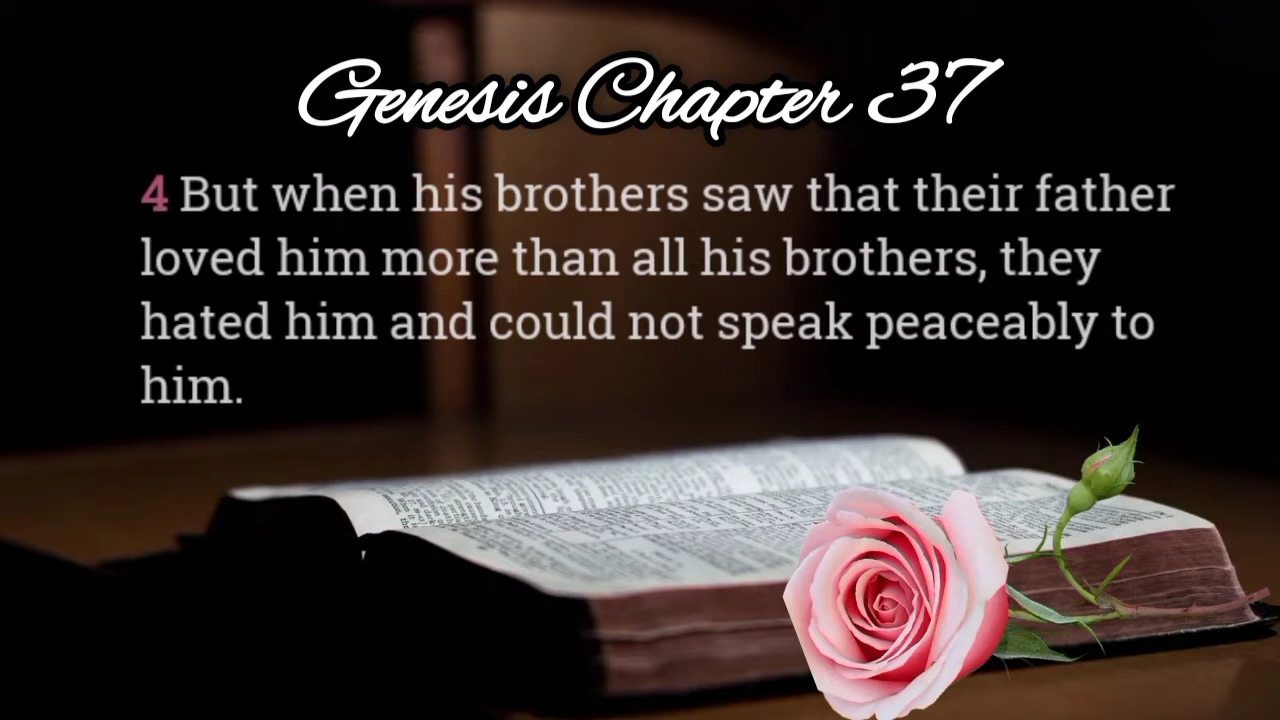 Genesis Chapter 37
4 But when his brothers saw that their father
loved him more than all his brothers, they
hated him and could not speak peaceably to
him.